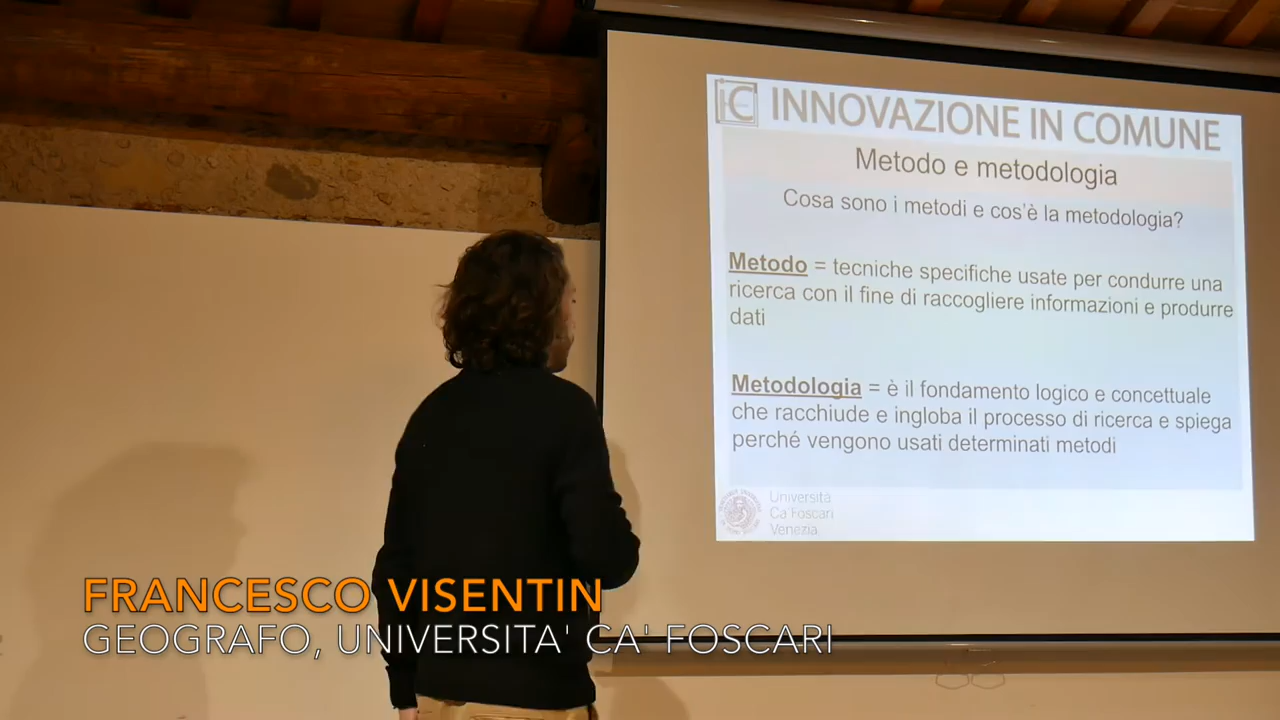 iC INNOVAZIONE IN COMUNE
Metodo e metodologia
Cosa sono i metodi e cos'è la metodologia?
Metodo = tecniche specifiche usate per condurre una
ricerca con il fine di raccogliere informazioni e produrre
dati
Metodologia = è il fondamento logico e concettuale
che racchiude e ingloba il processo di ricerca e spiega
perché vengono usati determinati metodi
Università
Ca'Foscari
Venezia
FRANCESCO VISENTIN
GEOGRAFO, UNIVERSITA' CA' FOSCARI